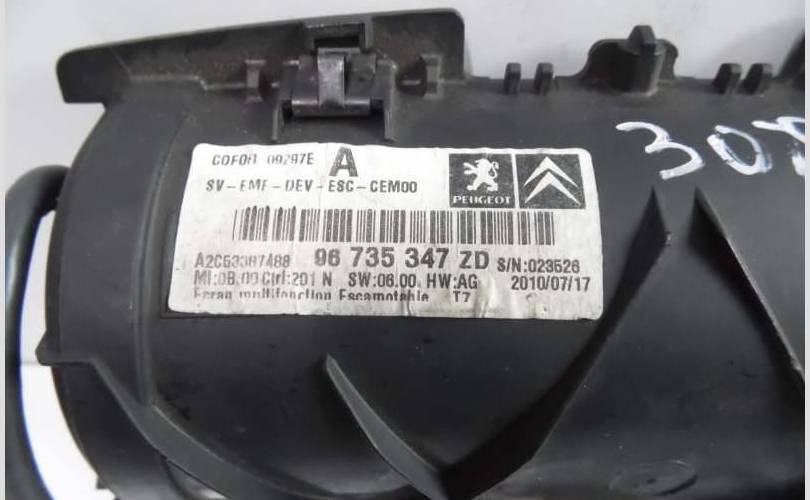 COFOR 09297E A
SV-EMF-DEV-ESC-CEM00
PEUGEOT
A2C53387488 96 735 347 ZD S/N:023526
MI:0B.00 Ctrl:201 N SW:06.00 HW:AG 2010/07/17
Ecran multifonction Escamotable T7
308